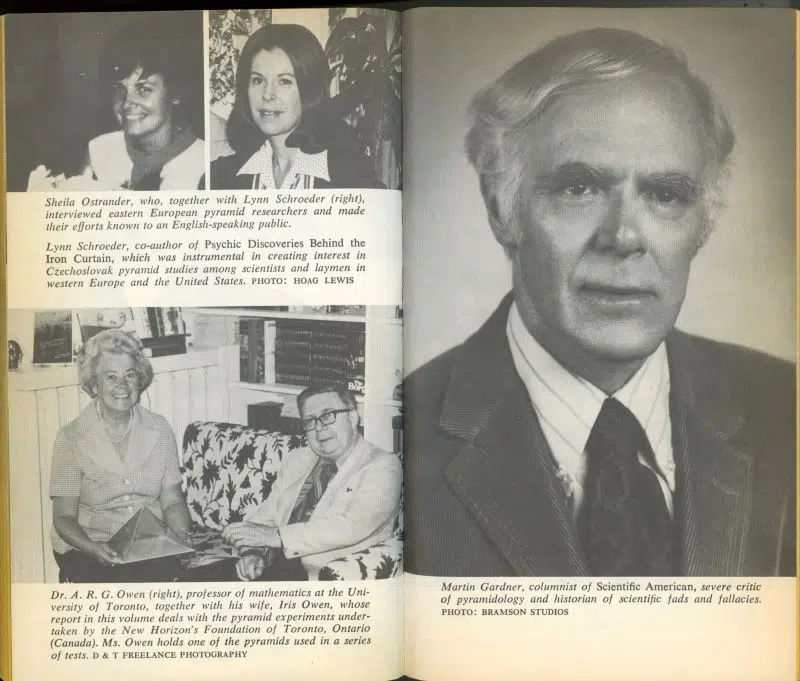 Sheila Ostrander, who, together with Lynn Schroeder (right),
interviewed eastern European pyramid researchers and made
their efforts known to an English-speaking public.
Lynn Schroeder, co-author of Psychic Discoveries Behind the
Iron Curtain, which was instrumental in creating interest in
Czechoslovak pyramid studies among scientists and laymen in
western Europe and the United States. PHOTO: HOAG LEWIS
Dr. A. R. G. Owen (right), professor of mathematics at the Uni-
versity of Toronto, together with his wife, Iris Owen, whose
report in this volume deals with the pyramid experiments under-
taken by the New Horizon's Foundation of Toronto, Ontario
(Canada). Ms. Owen holds one of the pyramids used in a series
of tests. D & T FREELANCE PHOTOGRAPHY
Martin Gardner, columnist of Scientific American, severe critic
of pyramidology and historian of scientific fads and fallacies.
PHOTO: BRAMSON STUDIOS